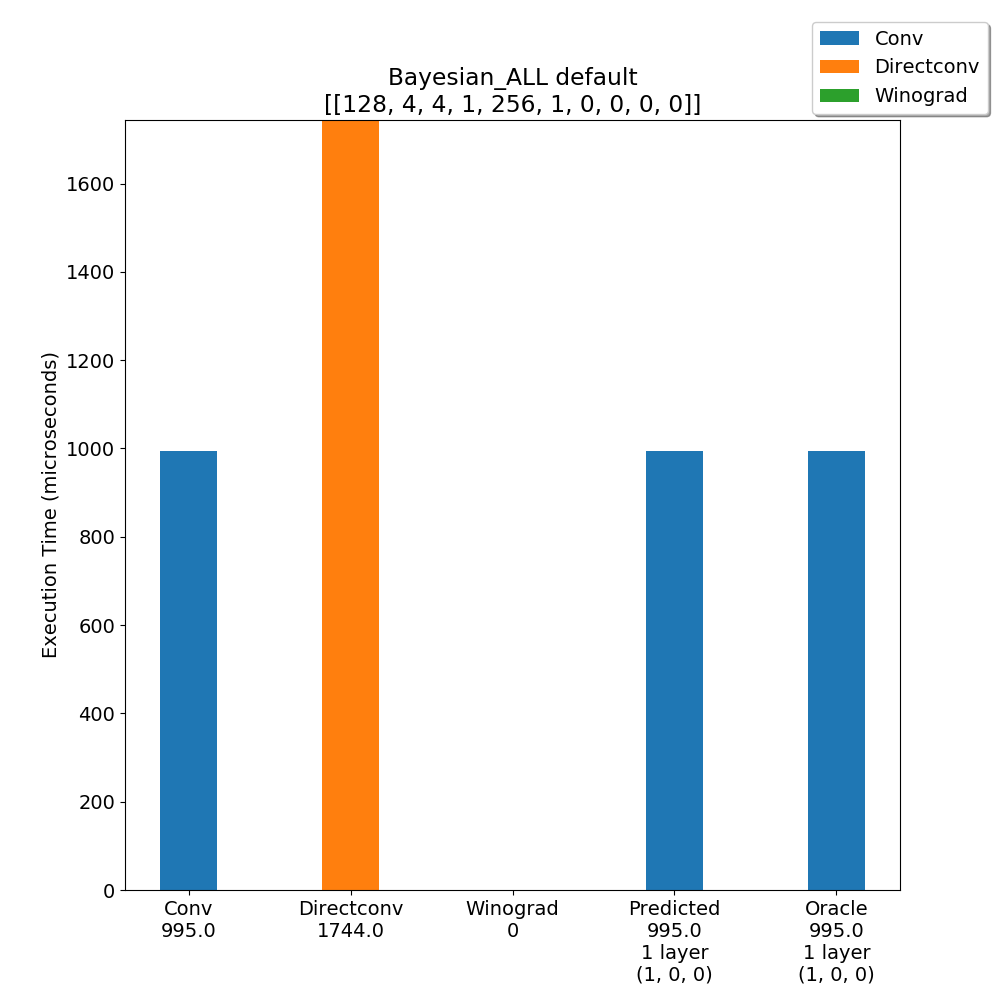 Conv
Directconv
Winograd
Bayesian_ALL default
[[128, 4, 4, 1, 256, 1, 0, 0, 0, 0]]
Execution Time (microseconds)
1600
1400
1200
1000
800
600
400
200
0
Conv
995.0
Directconv
1744.0
Winograd
0
Predicted
995.0
1 layer
(1, 0, 0)
Oracle
995.0
1 layer
(1, 0, 0)